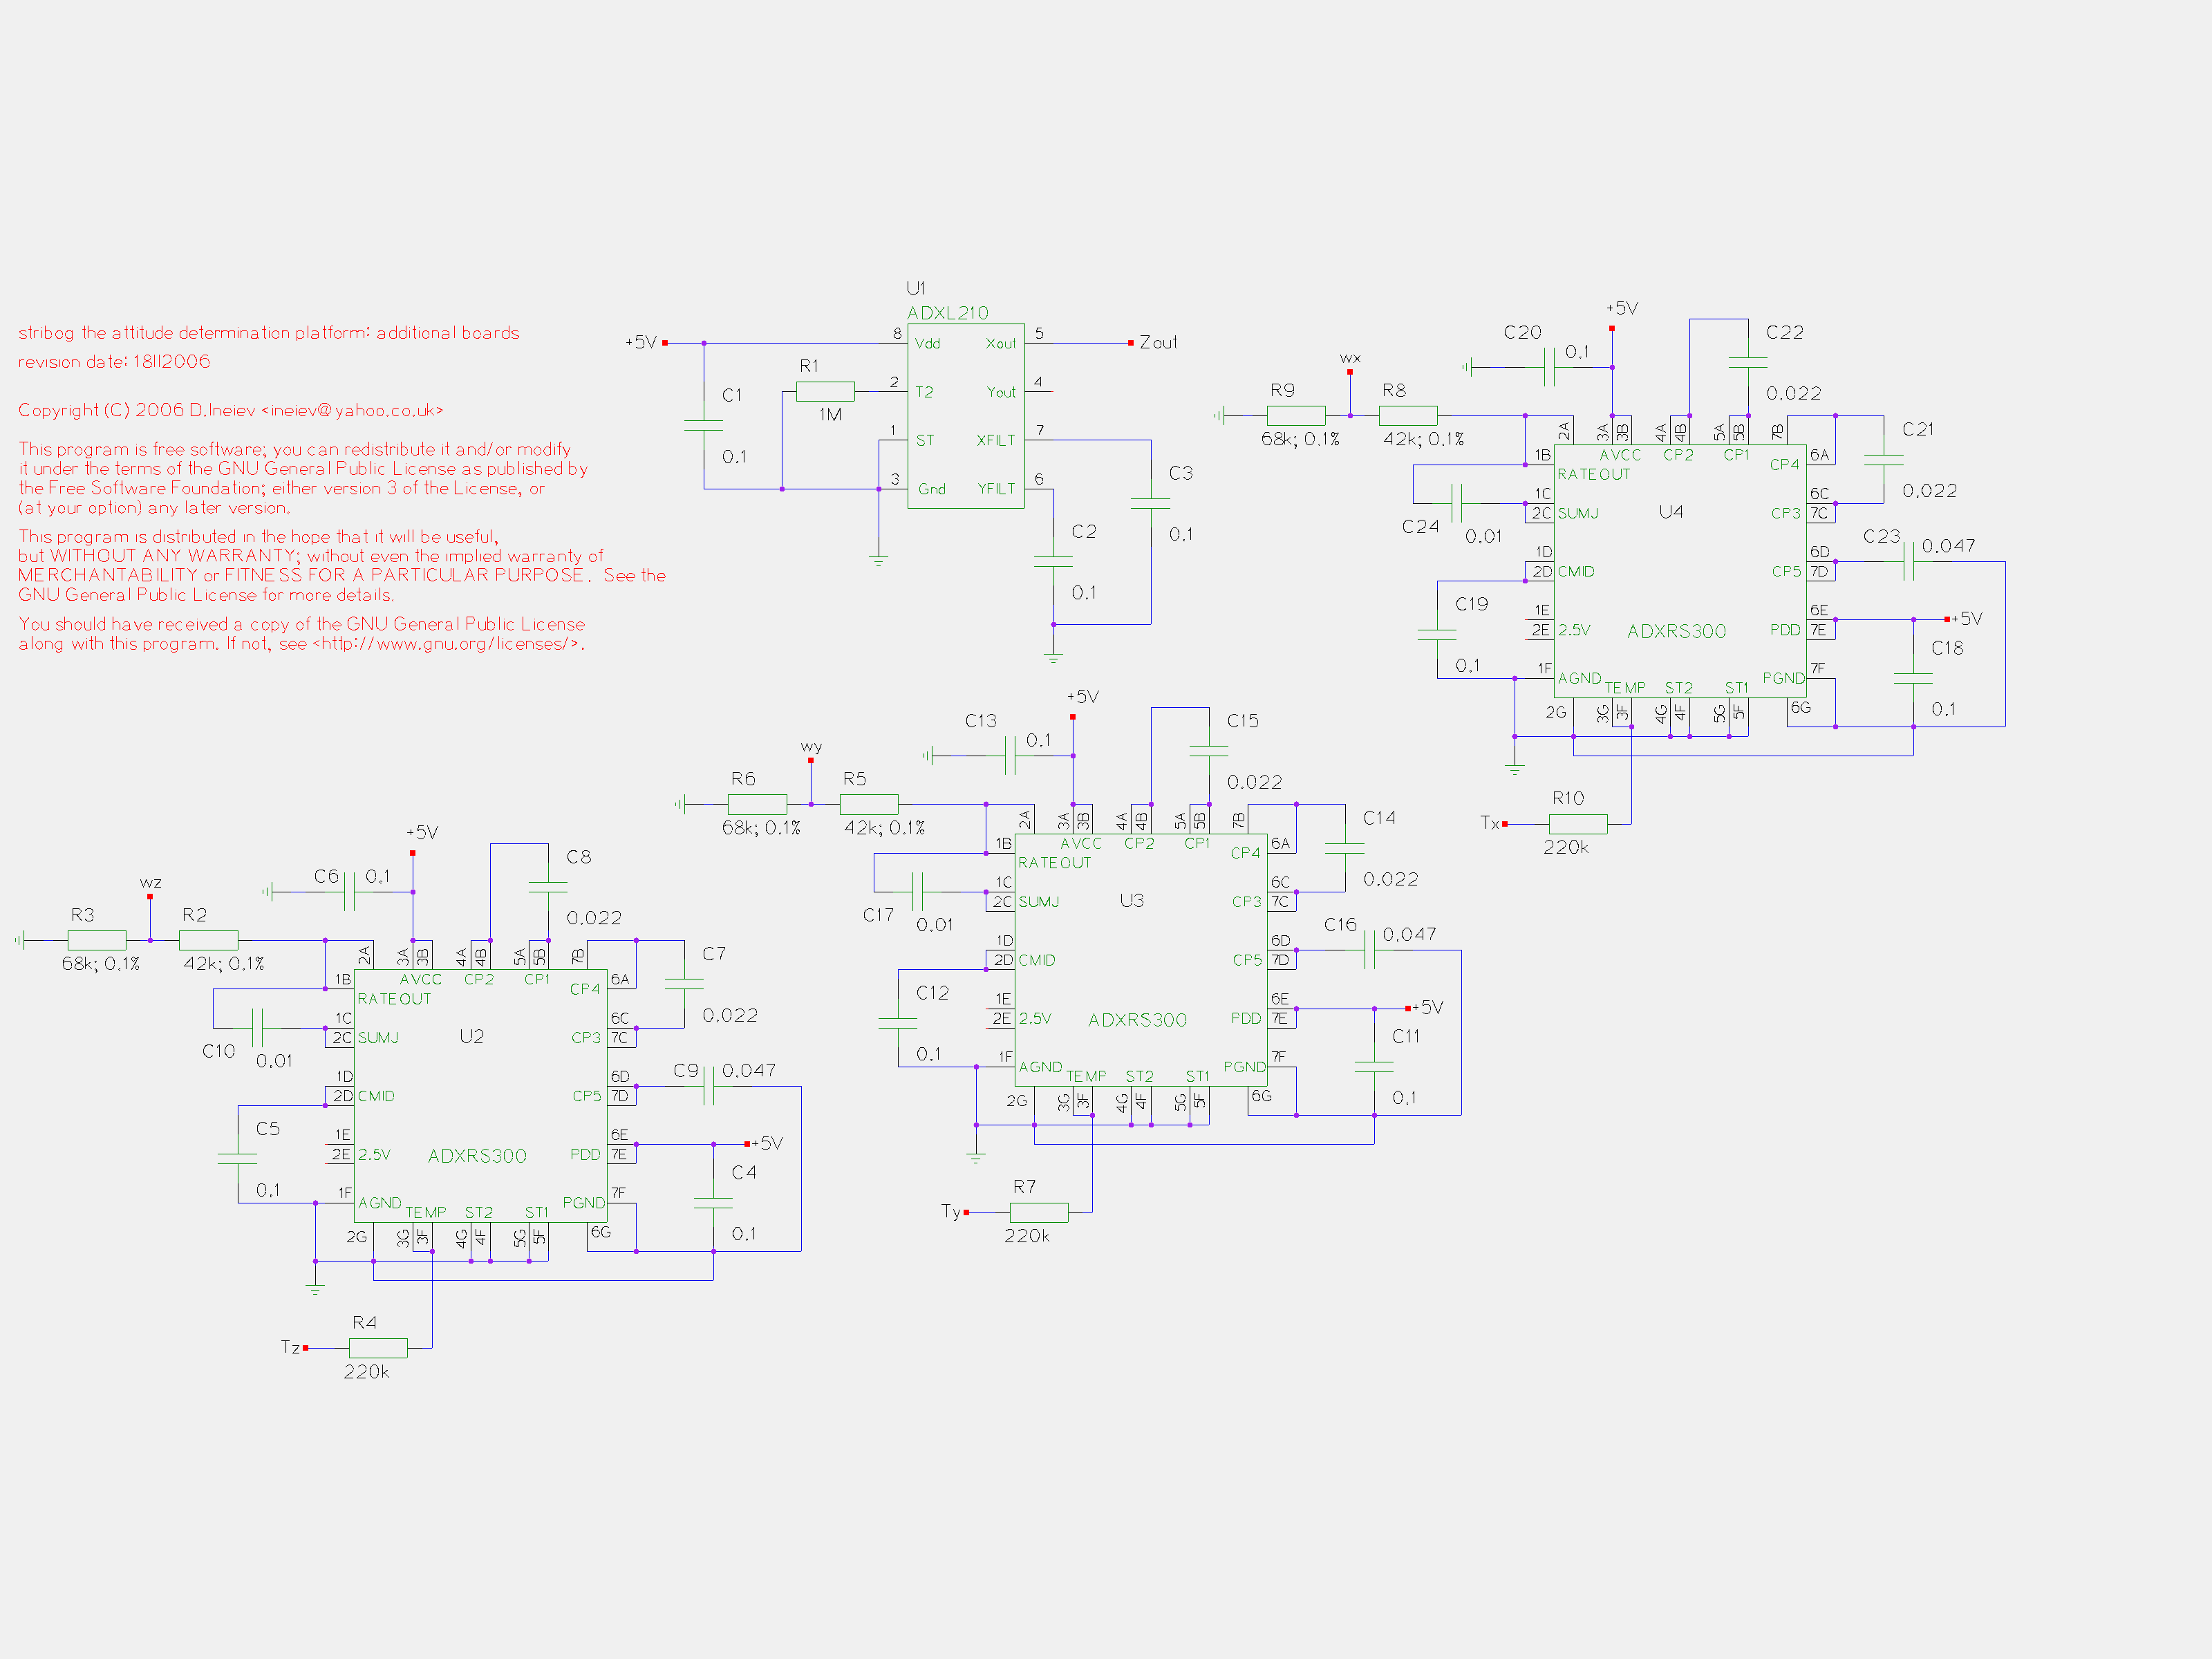 stribog the attitude determination platform: additional boards
revision date: 18II2006
Copyright (C) 2006 D.Ineiev <ineiev@yahoo.co.uk>
This program is free software; you can redistribute it and/or modify
it under the terms of the GNU General Public License as published by
the Free Software Foundation; either version 3 of the License, or
(at your option) any later version.
This program is distributed in the hope that it will be useful,
but WITHOUT ANY WARRANTY; without even the implied warranty of
MERCHANTABILITY or FITNESS FOR A PARTICULAR PURPOSE. See the
GNU General Public License for more details.
You should have received a copy of the GNU General Public License
along with this program. If not, see <http://www.gnu.org/licenses/>.
U1
ADXL210
+5V
8 Vdd Xout 5
Zout
R1
1M
2 T2 Yout 4
C1
0.1
1 ST XFILT 7
3 Gnd YFILT 6
C3
0.1
C2
0.1
+5V
C20
0.1
C22
0.022
wx
R9
68k; 0.1%
R8
42k; 0.1%
2A 3A 3B 4A 4B 5A 5B 7B
AVCC CP2 CP1
1B RATEOUT
CP4 6A
C21
0.022
1C
2C SUMJ
U4
6C
CP3 7C
C24
0.01
C23
0.047
1D
2D CMID
6D
CP5 7D
C19
0.1
1E
2E 2.5V
ADXRS300
6E
PDD 7E
+5V
C18
0.1
1F AGND
TEMP ST2 ST1
PGND 7F
2G 3G 3F 4G 4F 5G 5F 6G
Tx
R10
220k
+5V
C13
0.1
C15
0.022
wy
R6
68k; 0.1%
R5
42k; 0.1%
2A 3A 3B 4A 4B 5A 5B 7B
AVCC CP2 CP1
1B RATEOUT
CP4 6A
C14
0.022
1C
2C SUMJ
U3
6C
CP3 7C
C17
0.01
C16
0.047
1D
2D CMID
6D
CP5 7D
C12
0.1
1E
2E 2.5V
ADXRS300
6E
PDD 7E
+5V
C11
0.1
1F AGND
TEMP ST2 ST1
PGND 7F
2G 3G 3F 4G 4F 5G 5F 6G
Ty
R7
220k
+5V
C6
0.1
C8
0.022
wz
R3
68k; 0.1%
R2
42k; 0.1%
2A 3A 3B 4A 4B 5A 5B 7B
AVCC CP2 CP1
1B RATEOUT
CP4 6A
C7
0.022
1C
2C SUMJ
U2
6C
CP3 7C
C10
0.01
C9
0.047
1D
2D CMID
6D
CP5 7D
C5
0.1
1E
2E 2.5V
ADXRS300
6E
PDD 7E
+5V
C4
0.1
1F AGND
TEMP ST2 ST1
PGND 7F
2G 3G 3F 4G 4F 5G 5F 6G
Tz
R4
220k